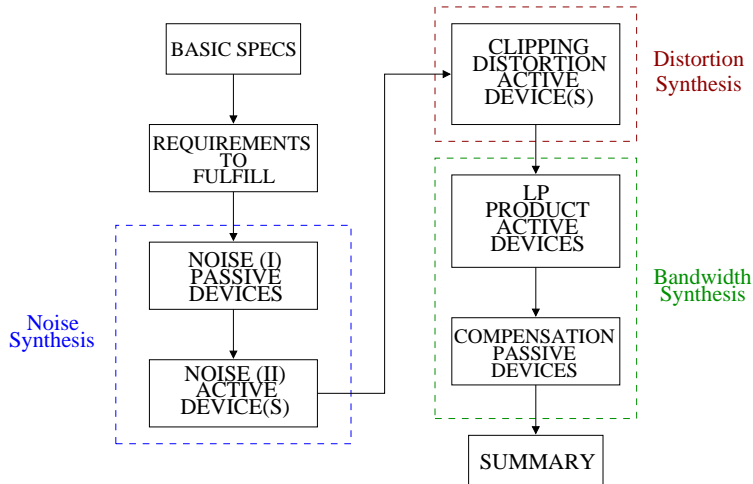 BASIC SPECS
REQUIREMENTS
TO
FULFILL
NOISE (I)
PASSIVE
DEVICES
Noise
Synthesis
NOISE (II)
ACTIVE
DEVICE(S)
CLIPPING
DISTORTION
ACTIVE
DEVICE(S)
Distortion
Synthesis
LP
PRODUCT
ACTIVE
DEVICES
Bandwidth
Synthesis
COMPENSATION
PASSIVE
DEVICES
SUMMARY